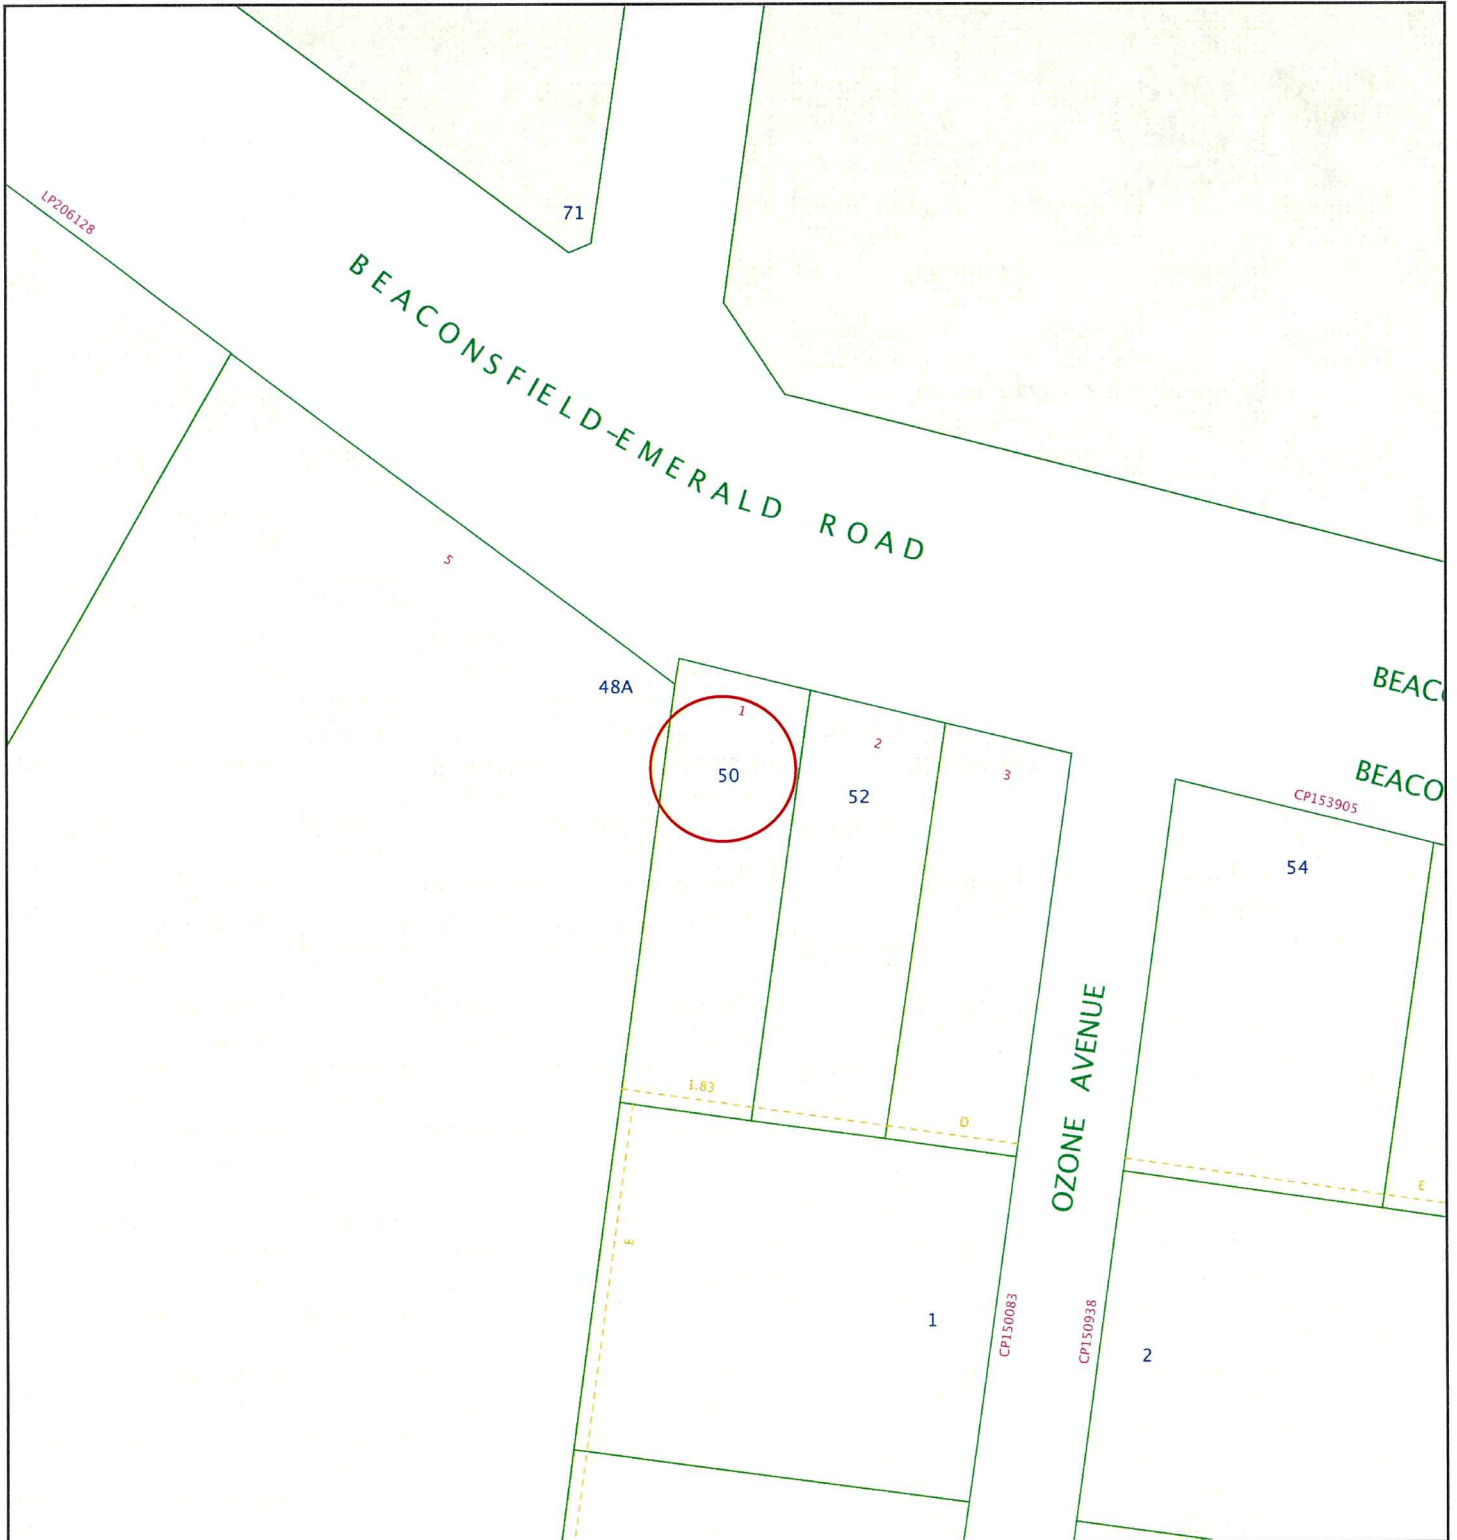 71
LP206128
BEACONSFIELD-EMERALD ROAD
5
48A
1
50
2
52
3
BEAC
BEACO
CP153905
54
OZONE AVENUE
1.83
D
E
E
1
CP150083
CP150938
2